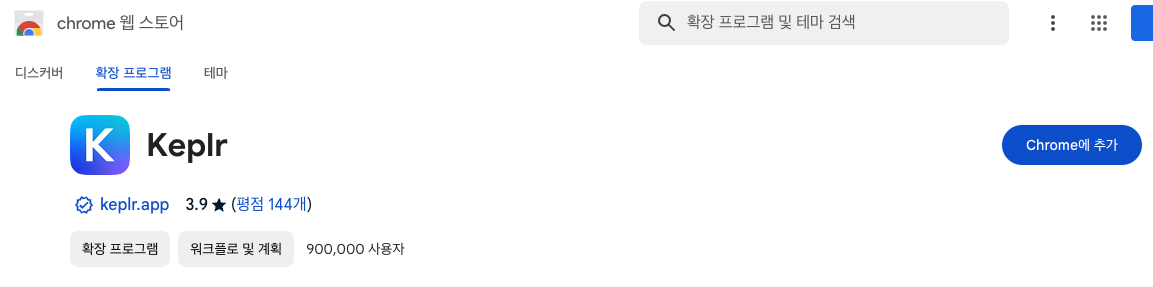 chrome 웹 스토어
확장 프로그램 및 테마 검색
디스커버 확장 프로그램 테마
K Keplr
Chrome에 추가
keplr.app 3.9 ★ (평점 144개)
확장 프로그램 워크플로 및 계획 900,000 사용자